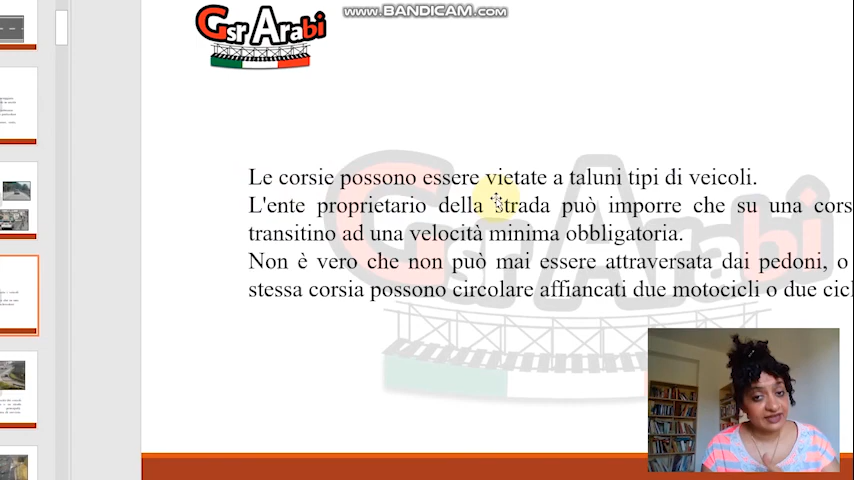 WWW.BANDICAM.COM
Gsr Arabi
Le corsie possono essere vietate a taluni tipi di veicoli.
L'ente proprietario della strada può imporre che su una cors
transitino ad una velocità minima obbligatoria.
Non è vero che non può mai essere attraversata dai pedoni, o
stessa corsia possono circolare affiancati due motocicli o due cicl
Gsr Arabi